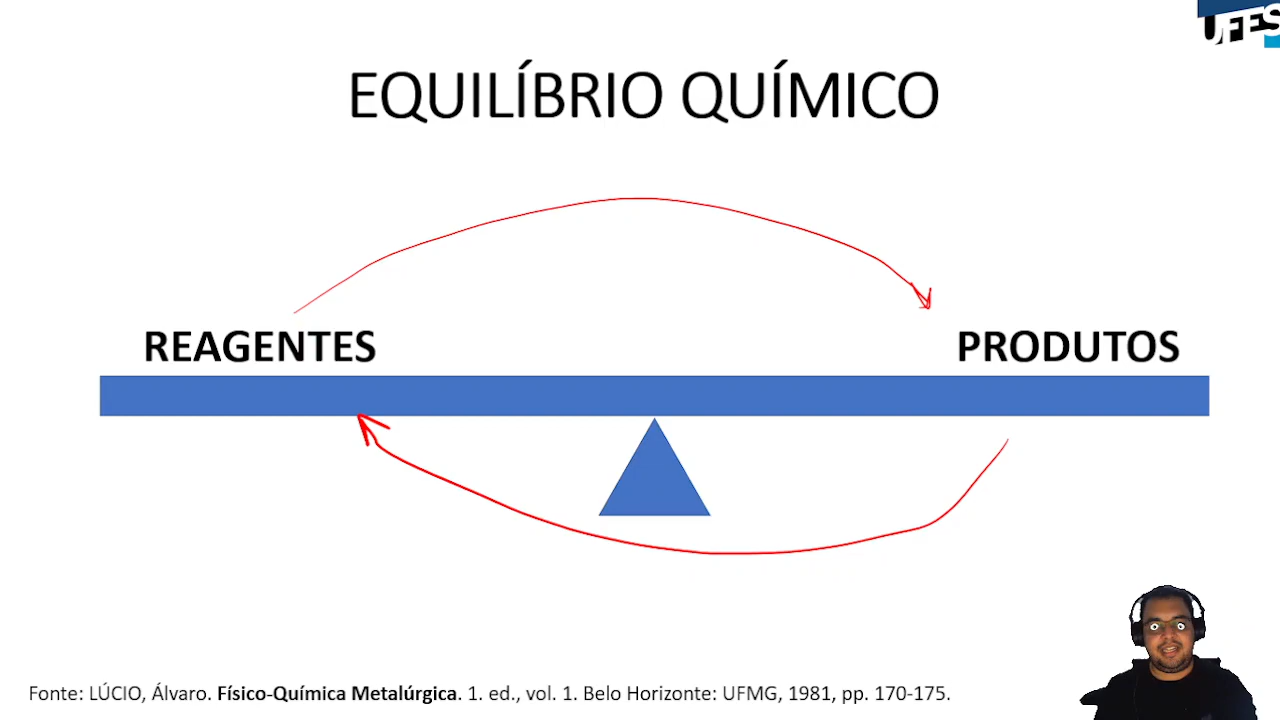 UFES
EQUILÍBRIO QUÍMICO
REAGENTES
PRODUTOS
Fonte: LÚCIO, Álvaro. Físico-Química Metalúrgica. 1. ed., vol. 1. Belo Horizonte: UFMG, 1981, pp. 170-175.